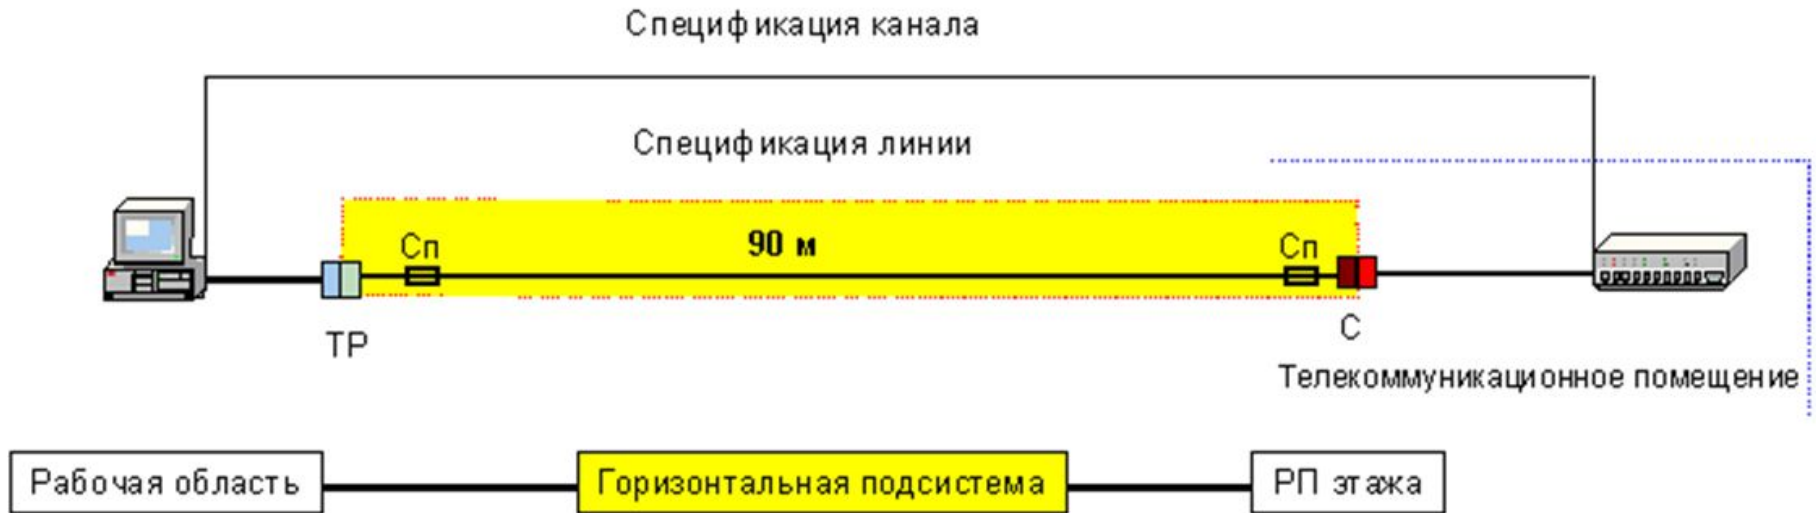 Спецификация канала
Спецификация линии
Сп
90 м
Сп
ТР
С
Телекоммуникационное помещение
Рабочая область
Горизонтальная подсистема
РП этажа